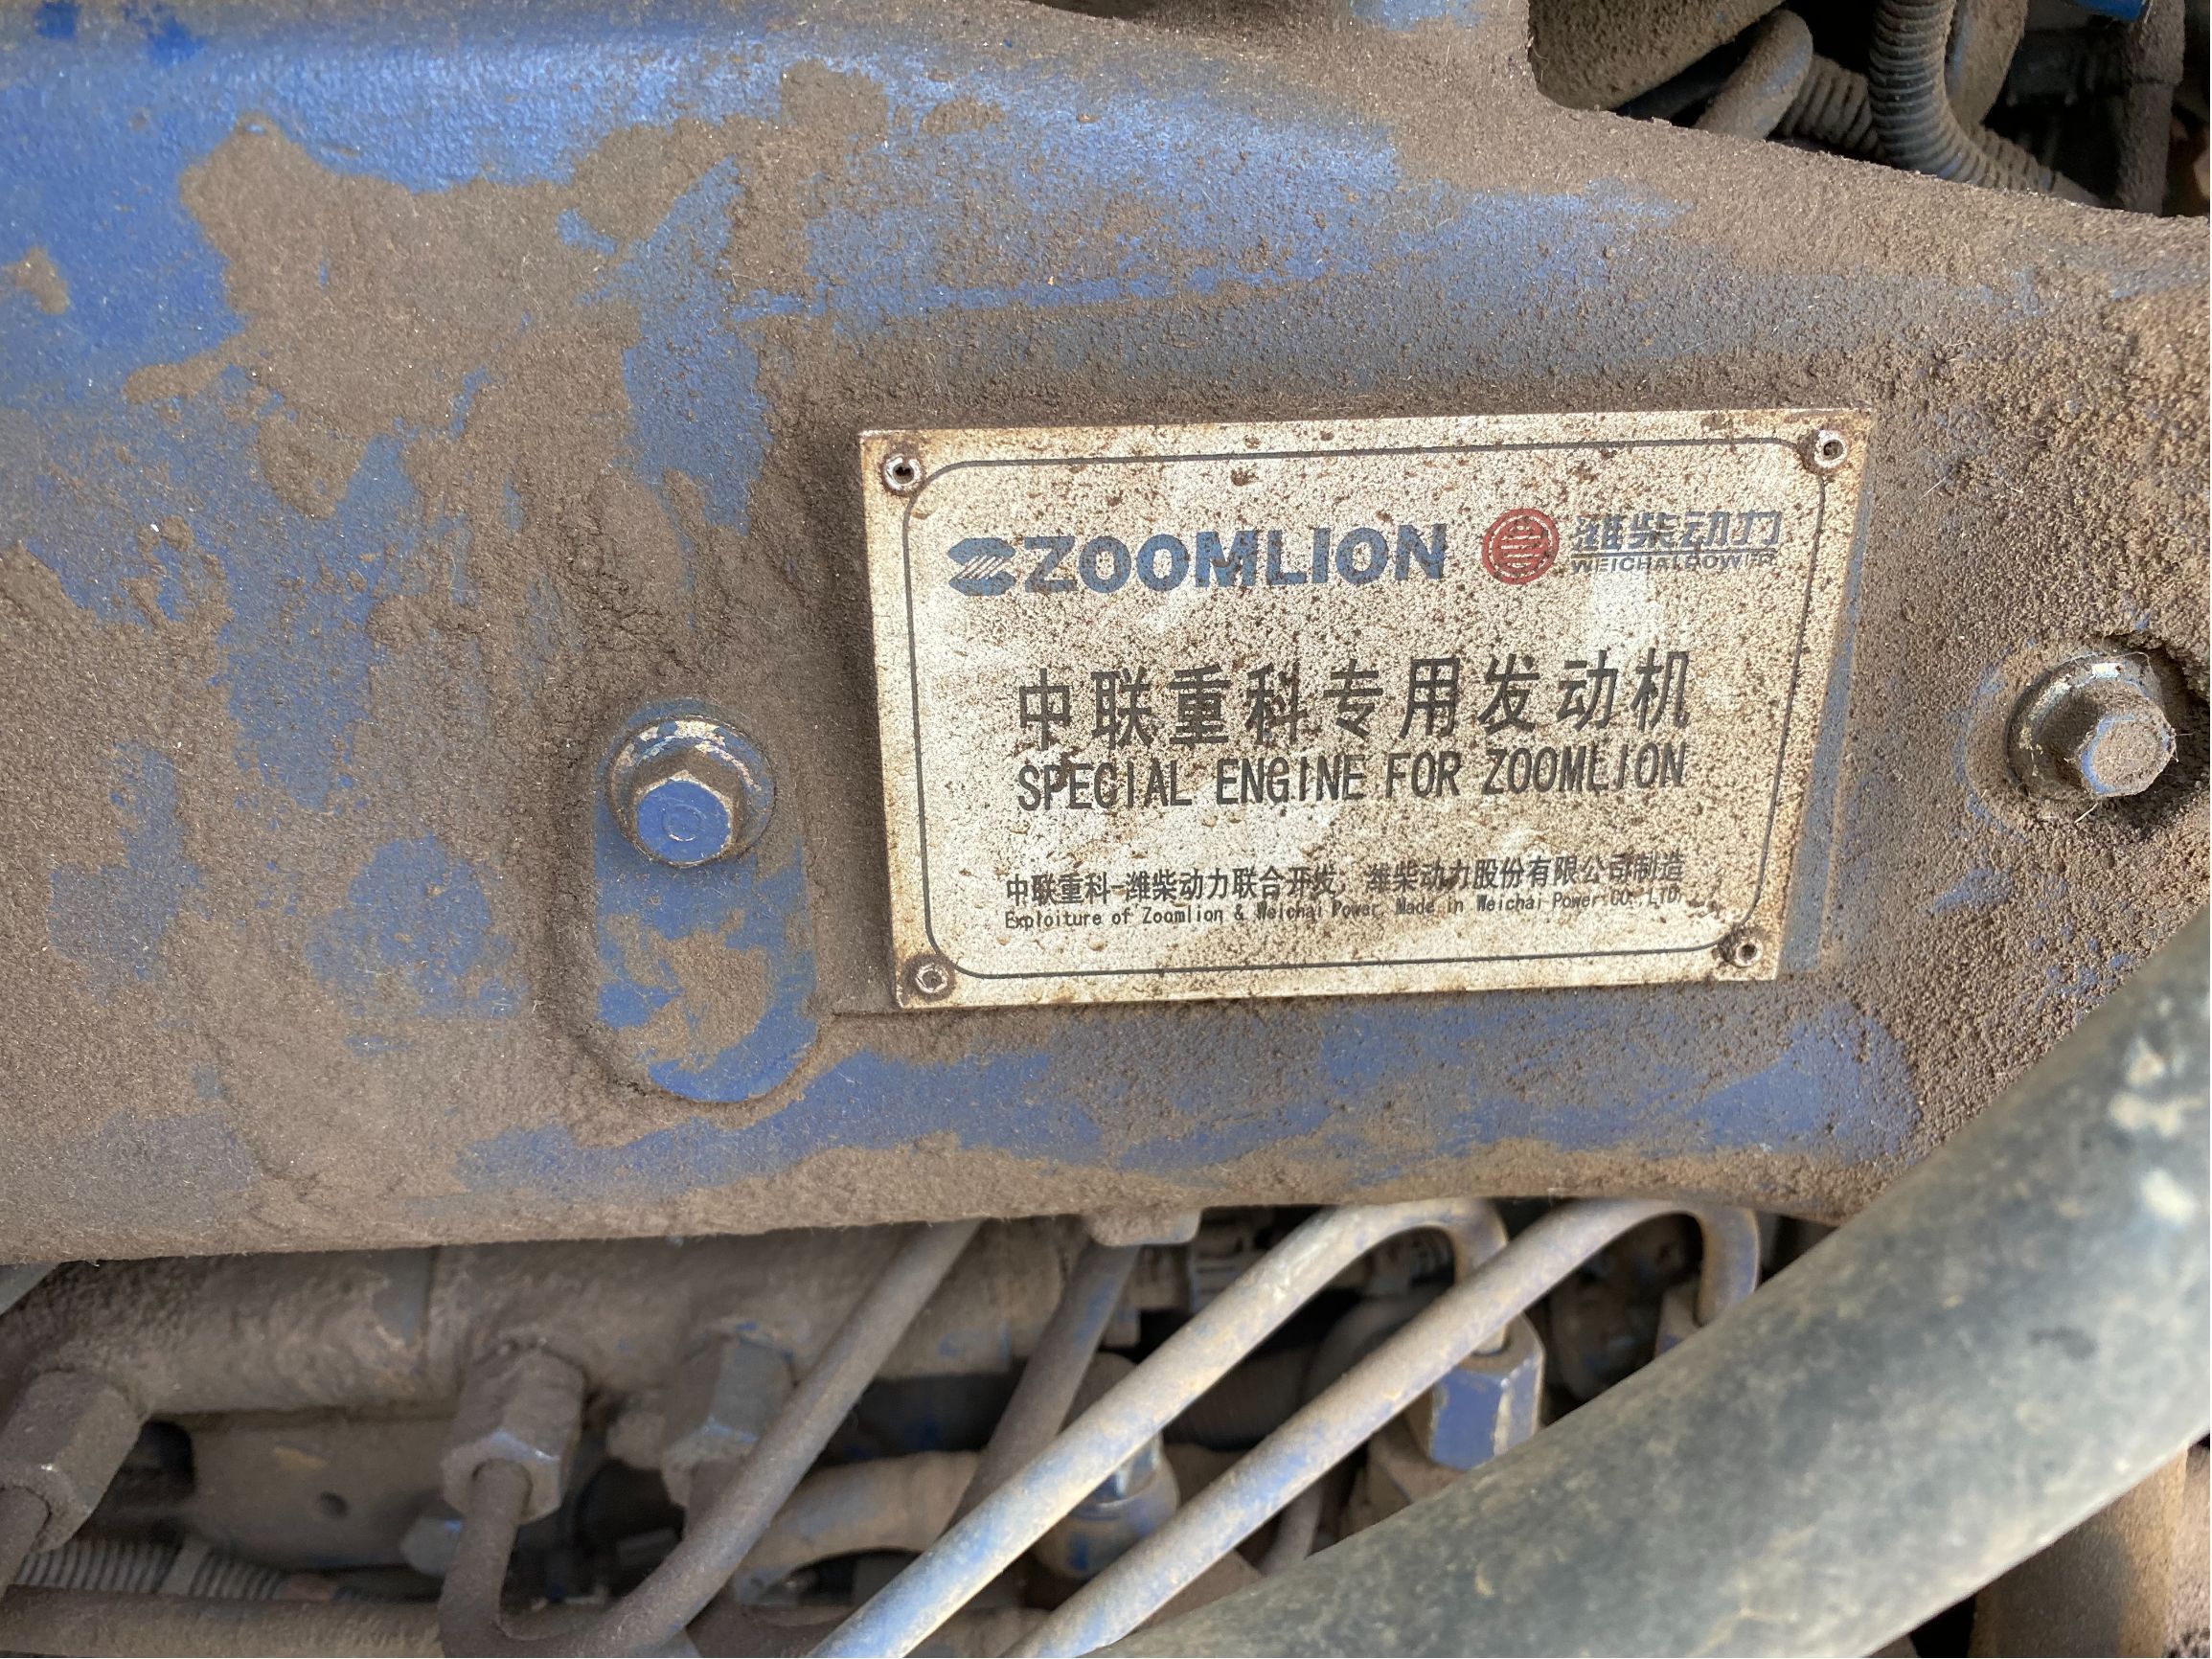 ZOOMLION 潍柴动力
WEICHAI POWER
中联重科专用发动机
SPECIAL ENGINE FOR ZOOMLION
中联重科-潍柴动力联合开发, 潍柴动力股份有限公司制造
Exploiture of Zoomlion & Weichai Power Made in Weichai Power CO.,LTD.